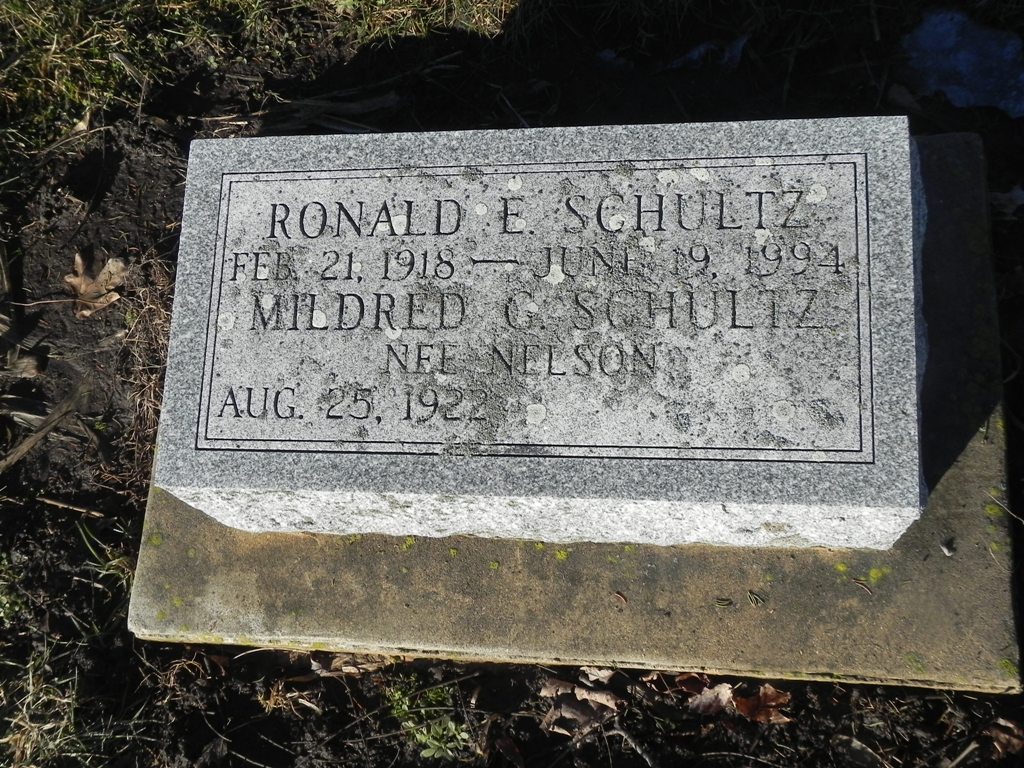 RONALD E. SCHULTZ
FEB. 21, 1918 — JUNE 19, 1994
MILDRED G. SCHULTZ
NEE NELSON
AUG. 25, 1922